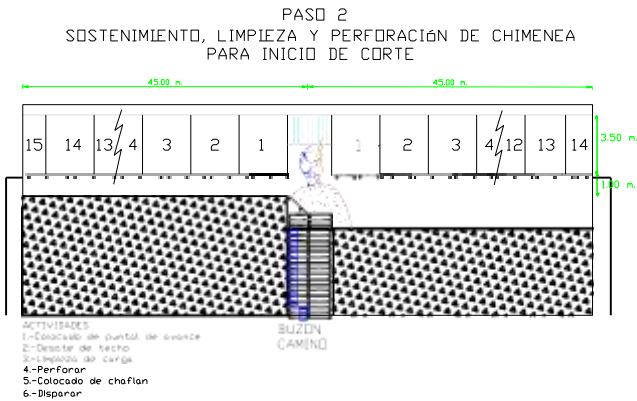 PASO 2
SOSTENIMIENTO, LIMPIEZA Y PERFORACIóN DE CHIMENEA
PARA INICIO DE CORTE
45.00 m. 45.00 m.
15 14 13 4 3 2 1 1 2 3 4 12 13 14
3.50 m.
1.00 m.
BUZON
CAMINO
ACTIVIDADES
1.-Colocado de puntal de avance
2.-Desate de techo
3.-Limpieza de carga
4.-Perforar
5.-Colocado de chaflan
6.-Disparar